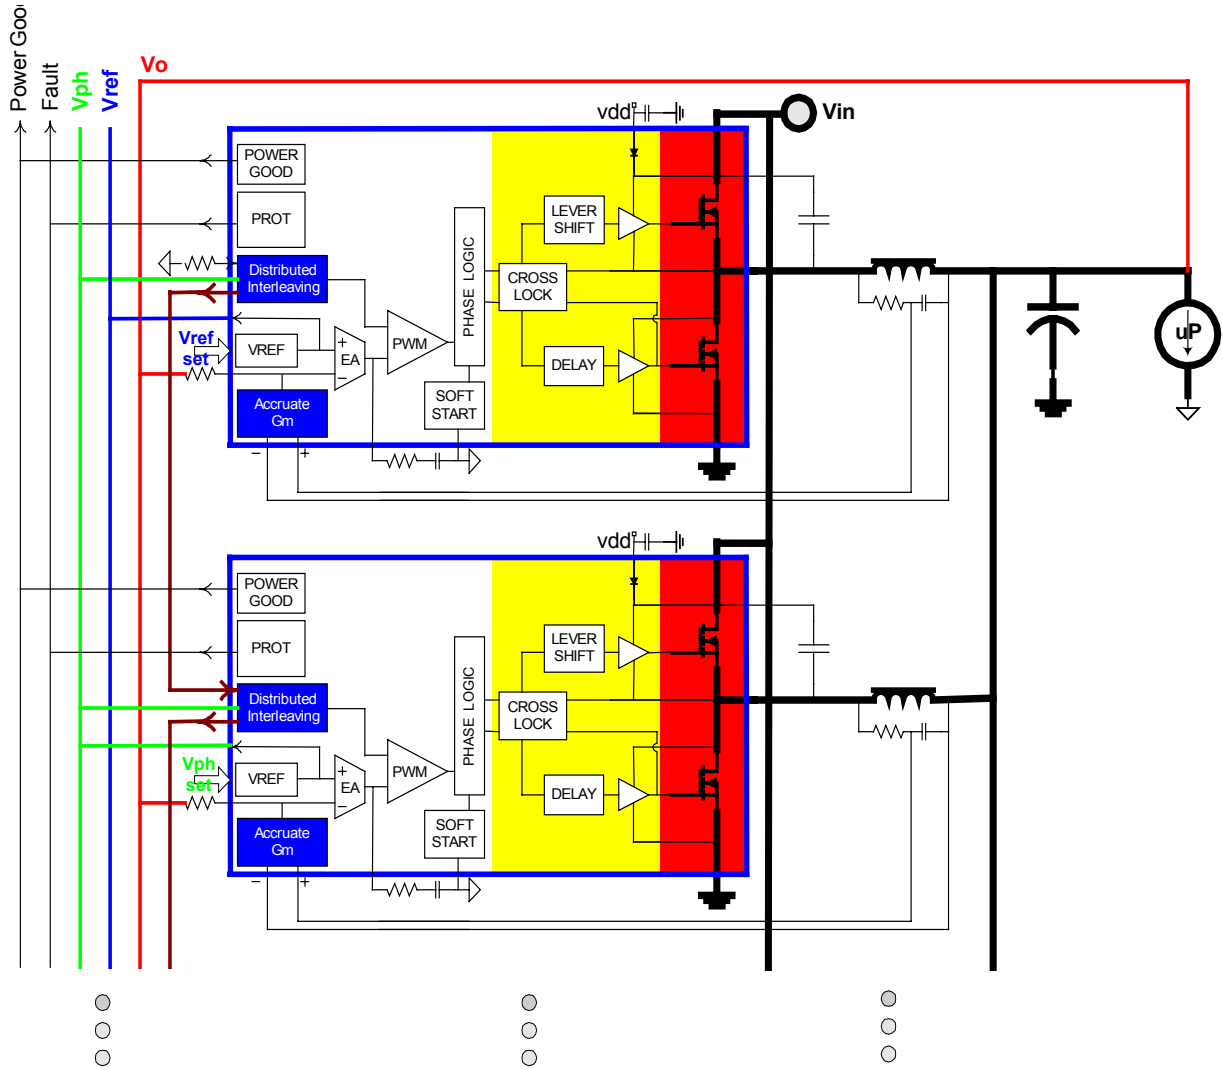 Power Goo
Fault
Vph
Vref
Vo
vdd
Vin
POWER
GOOD
PROT
Distributed
Interleaving
Vref
set
VREF
+
−
EA
PWM
PHASE LOGIC
LEVER
SHIFT
CROSS
LOCK
DELAY
SOFT
START
Accruate
Gm
−
+
uP
vdd
POWER
GOOD
PROT
Distributed
Interleaving
Vph
set
VREF
+
−
EA
PWM
PHASE LOGIC
LEVER
SHIFT
CROSS
LOCK
DELAY
SOFT
START
Accruate
Gm
−
+